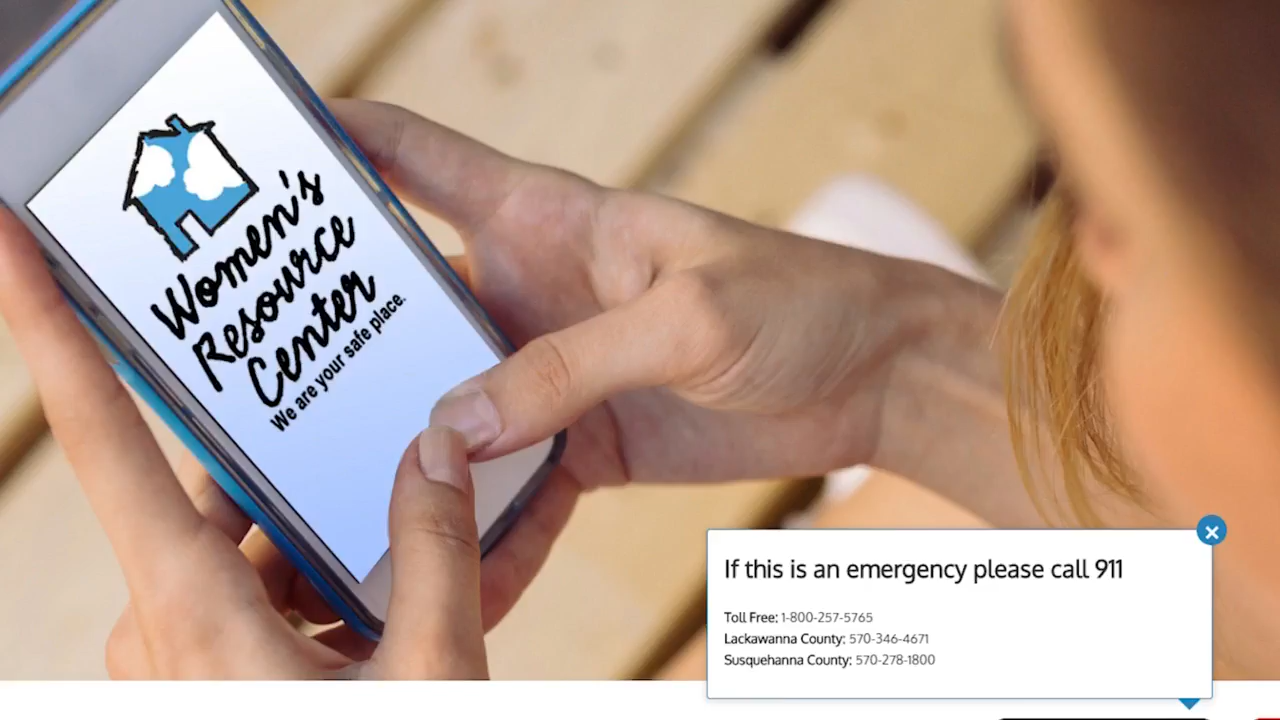 Women's
Resource
Center
We are your safe place.
If this is an emergency please call 911
Toll Free: 1-800-257-5765
Lackawanna County: 570-346-4671
Susquehanna County: 570-278-1800